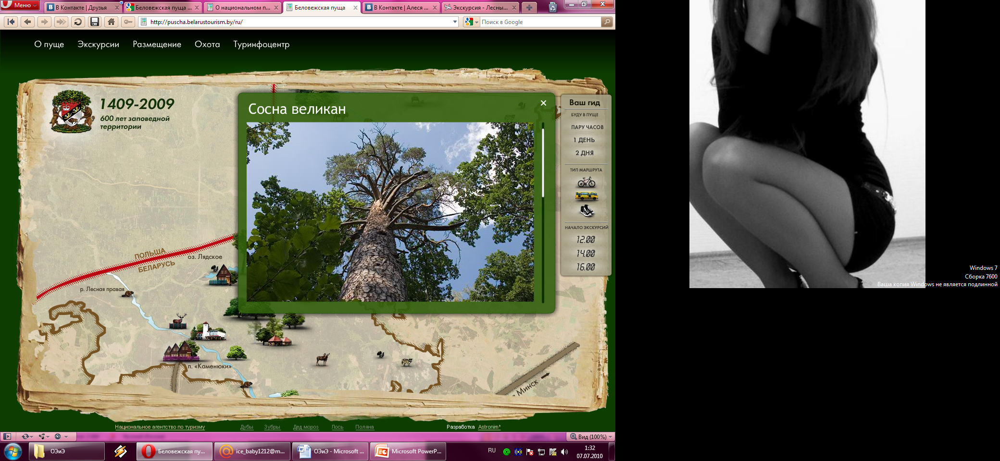 Меню
В Контакте | Друзья
Беловежская пуща ...
О национальном п...
Беловежская пуща
В Контакте | Алеся ...
Экскурсия - Лесны...
http://puscha.belarustourism.by/ru/
Поиск в Google
О пуще Экскурсии Размещение Охота Туринфоцентр
1409-2009
600 лет заповедной
территории
Сосна великан
Ваш гид
БУДУ В ПУЩЕ
ПАРУ ЧАСОВ
1 ДЕНЬ
2 ДНЯ
ТИП МАРШРУТА
НАЧАЛО ЭКСКУРСИЙ
12.00
14.00
16.00
ПОЛЬША
БЕЛАРУСЬ
оз. Лядское
р. Лесная правая
п. «Каменюки»
Минск
Национальное агентство по туризму
Дубы Зубры Дед мороз Лось Поляна
Разработка Astronim*
Вид (100%)
ОЭиЭ
Беловежская пу...
ice_baby1212@m...
ОЭиЭ - Microsoft ...
Microsoft PowerP...
RU
1:32
07.07.2010
Windows 7
Сборка 7600
Ваша копия Windows не является подлинной